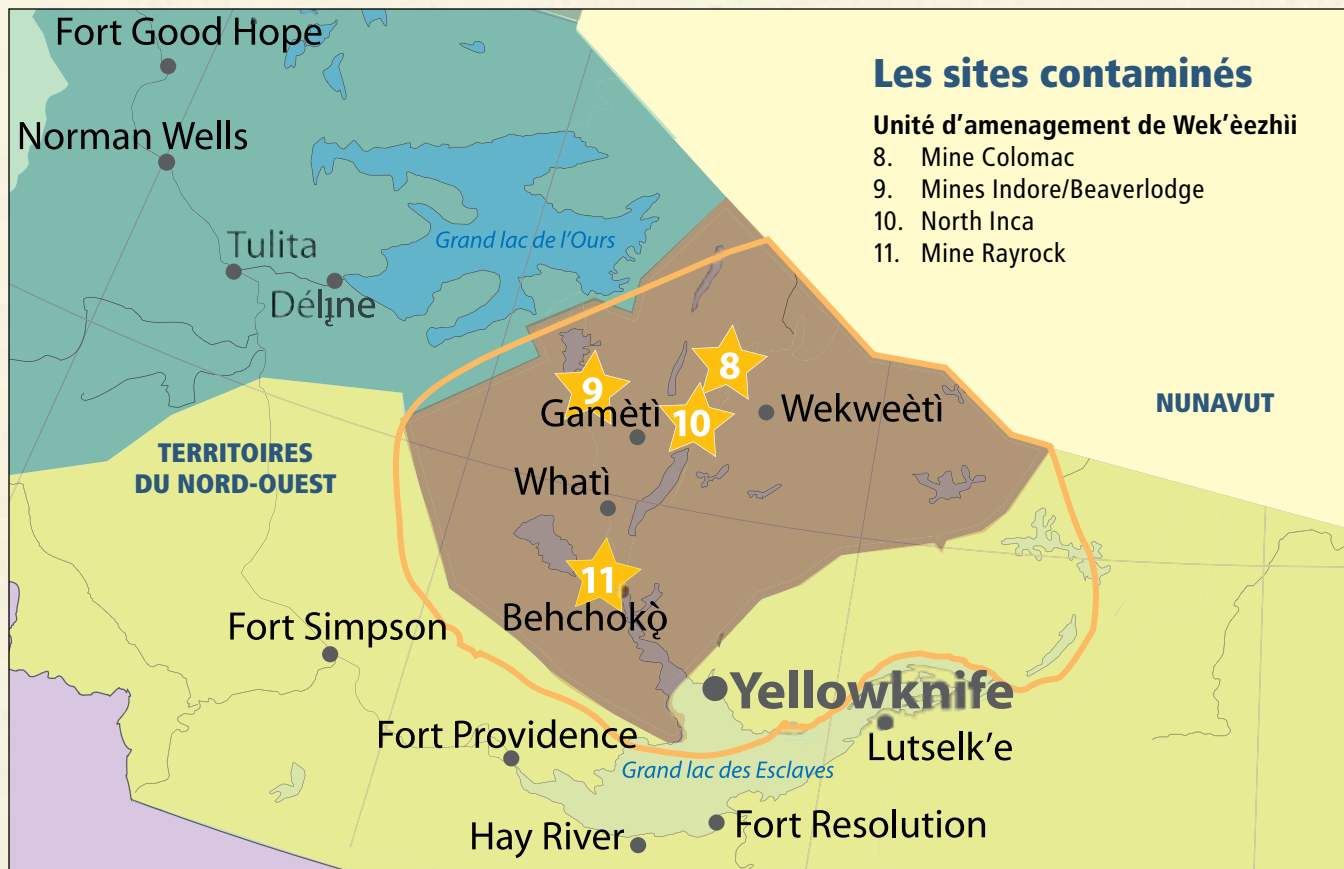 Fort Good Hope
Les sites contaminés
Unité d’amenagement de Wek’èezhìi
8. Mine Colomac
9. Mines Indore/Beaverlodge
10. North Inca
11. Mine Rayrock
Norman Wells
Tulita
Grand lac de l’Ours
Délı̨nę
8
9
10
Gamètì
Wekweètì
NUNAVUT
TERRITOIRES
DU NORD-OUEST
Whatì
11
Behchokǫ̀
Fort Simpson
Yellowknife
Fort Providence
Lutselk’e
Grand lac des Esclaves
Hay River
Fort Resolution